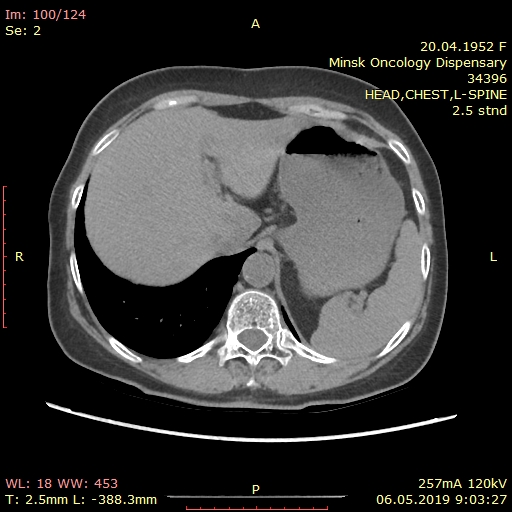 Im: 100/124
Se: 2
A
20.04.1952 F
Minsk Oncology Dispensary
34396
HEAD,CHEST,L-SPINE
2.5 stnd
R
L
WL: 18 WW: 453
T: 2.5mm L: -388.3mm
P
257mA 120kV
06.05.2019 9:03:27